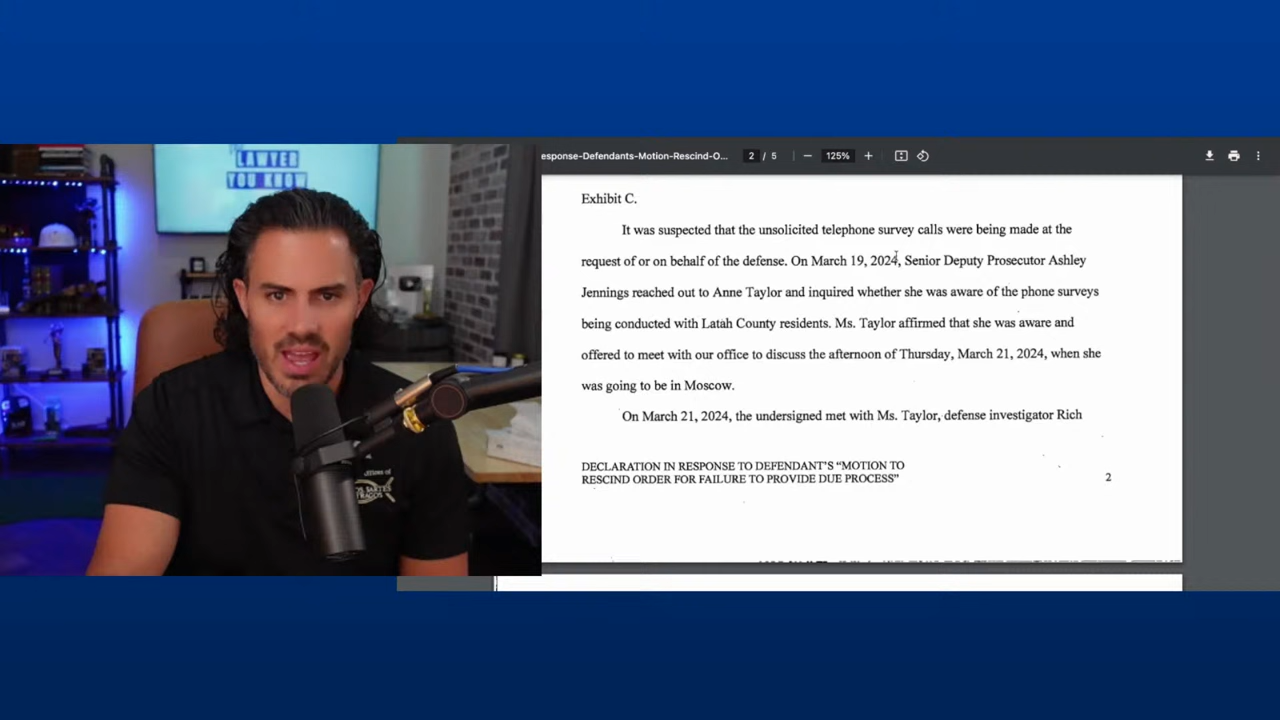 LAWYER
YOU KNOW
esponse-Defendants-Motion-Rescind-O... 2 / 5 125%
Exhibit C.
It was suspected that the unsolicited telephone survey calls were being made at the
request of or on behalf of the defense. On March 19, 2024, Senior Deputy Prosecutor Ashley
Jennings reached out to Anne Taylor and inquired whether she was aware of the phone surveys
being conducted with Latah County residents. Ms. Taylor affirmed that she was aware and
offered to meet with our office to discuss the afternoon of Thursday, March 21, 2024, when she
was going to be in Moscow.
On March 21, 2024, the undersigned met with Ms. Taylor, defense investigator Rich
DECLARATION IN RESPONSE TO DEFENDANT'S “MOTION TO
RESCIND ORDER FOR FAILURE TO PROVIDE DUE PROCESS”
2